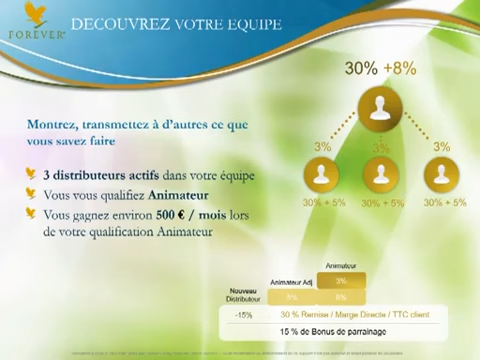 FOREVER
DECOUVREZ VOTRE EQUIPE
30% +8%
Montrez, transmettez à d'autres ce que
vous savez faire
3% 3% 3%
30% + 5% 30% + 5% 30% + 5%
3 distributeurs actifs dans votre équipe
Vous vous qualifiez Animateur
Vous gagnez environ 500 € / mois lors
de votre qualification Animateur
Animateur
Animateur Adj 3%
Nouveau
Distributeur 5% 8%
-15% 30 % Remise / Marge Directe / TTC client
15 % de Bonus de parrainage